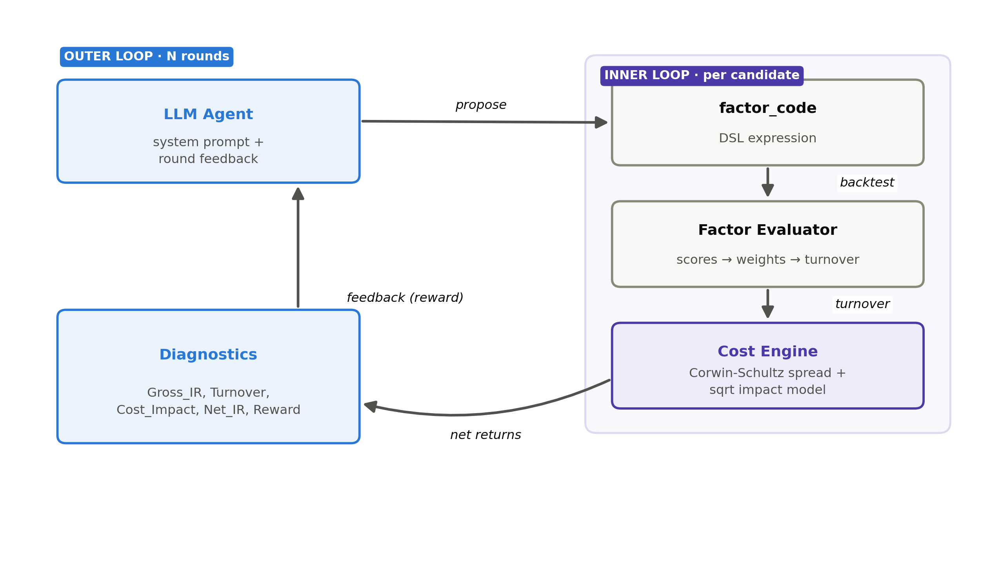 OUTER LOOP · N rounds
INNER LOOP · per candidate
LLM Agent
system prompt +
round feedback
propose
factor_code
DSL expression
backtest
Factor Evaluator
scores → weights → turnover
feedback (reward)
turnover
Diagnostics
Gross_IR, Turnover,
Cost_Impact, Net_IR, Reward
Cost Engine
Corwin-Schultz spread +
sqrt impact model
net returns